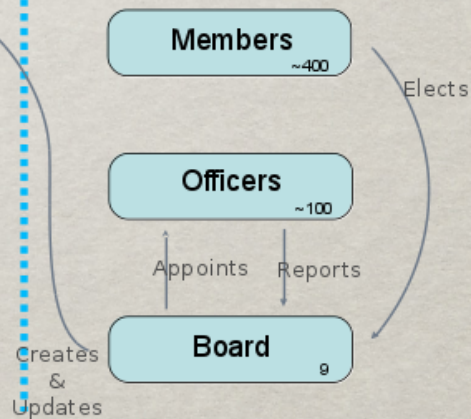 Members
~400
Elects
Officers
~100
Appoints
Reports
Board
9
Creates
&
Updates